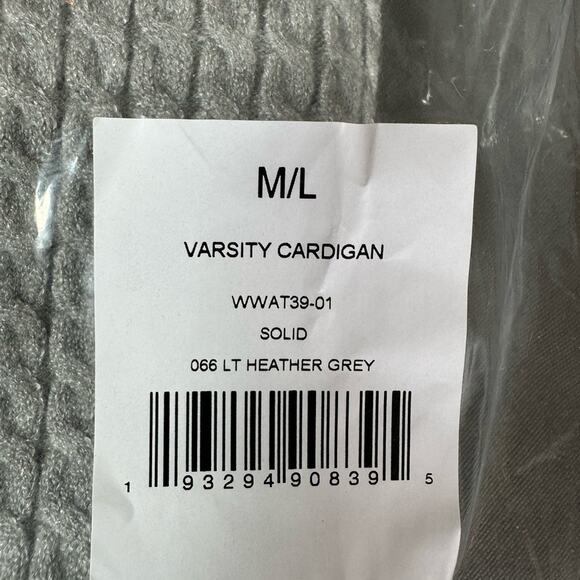 M/L
VARSITY CARDIGAN
WWAT39-01
SOLID
066 LT HEATHER GREY
1 93294 90839 5